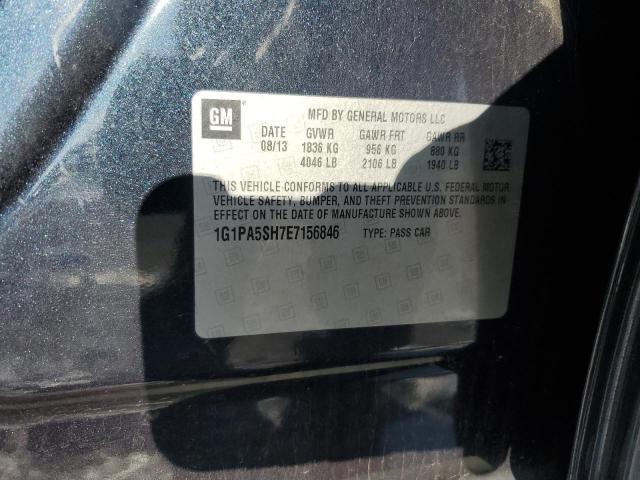 GM
MFD BY GENERAL MOTORS LLC
DATE GVWR GAWR FRT GAWR RR
08/13 1836 KG 956 KG 880 KG
4046 LB 2106 LB 1940 LB
THIS VEHICLE CONFORMS TO ALL APPLICABLE U.S. FEDERAL MOTOR
VEHICLE SAFETY, BUMPER, AND THEFT PREVENTION STANDARDS
IN EFFECT ON THE DATE OF MANUFACTURE SHOWN ABOVE.
1G1PA5SH7E7156846 TYPE: PASS CAR